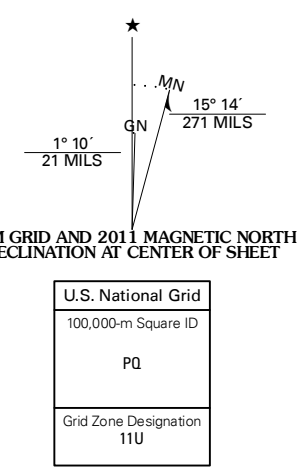 ★
MN
GN
15° 14´
271 MILS
1° 10´
21 MILS
M GRID AND 2011 MAGNETIC NORTH
ECLINATION AT CENTER OF SHEET
U.S. National Grid
100,000-m Square ID
PQ
Grid Zone Designation
11U